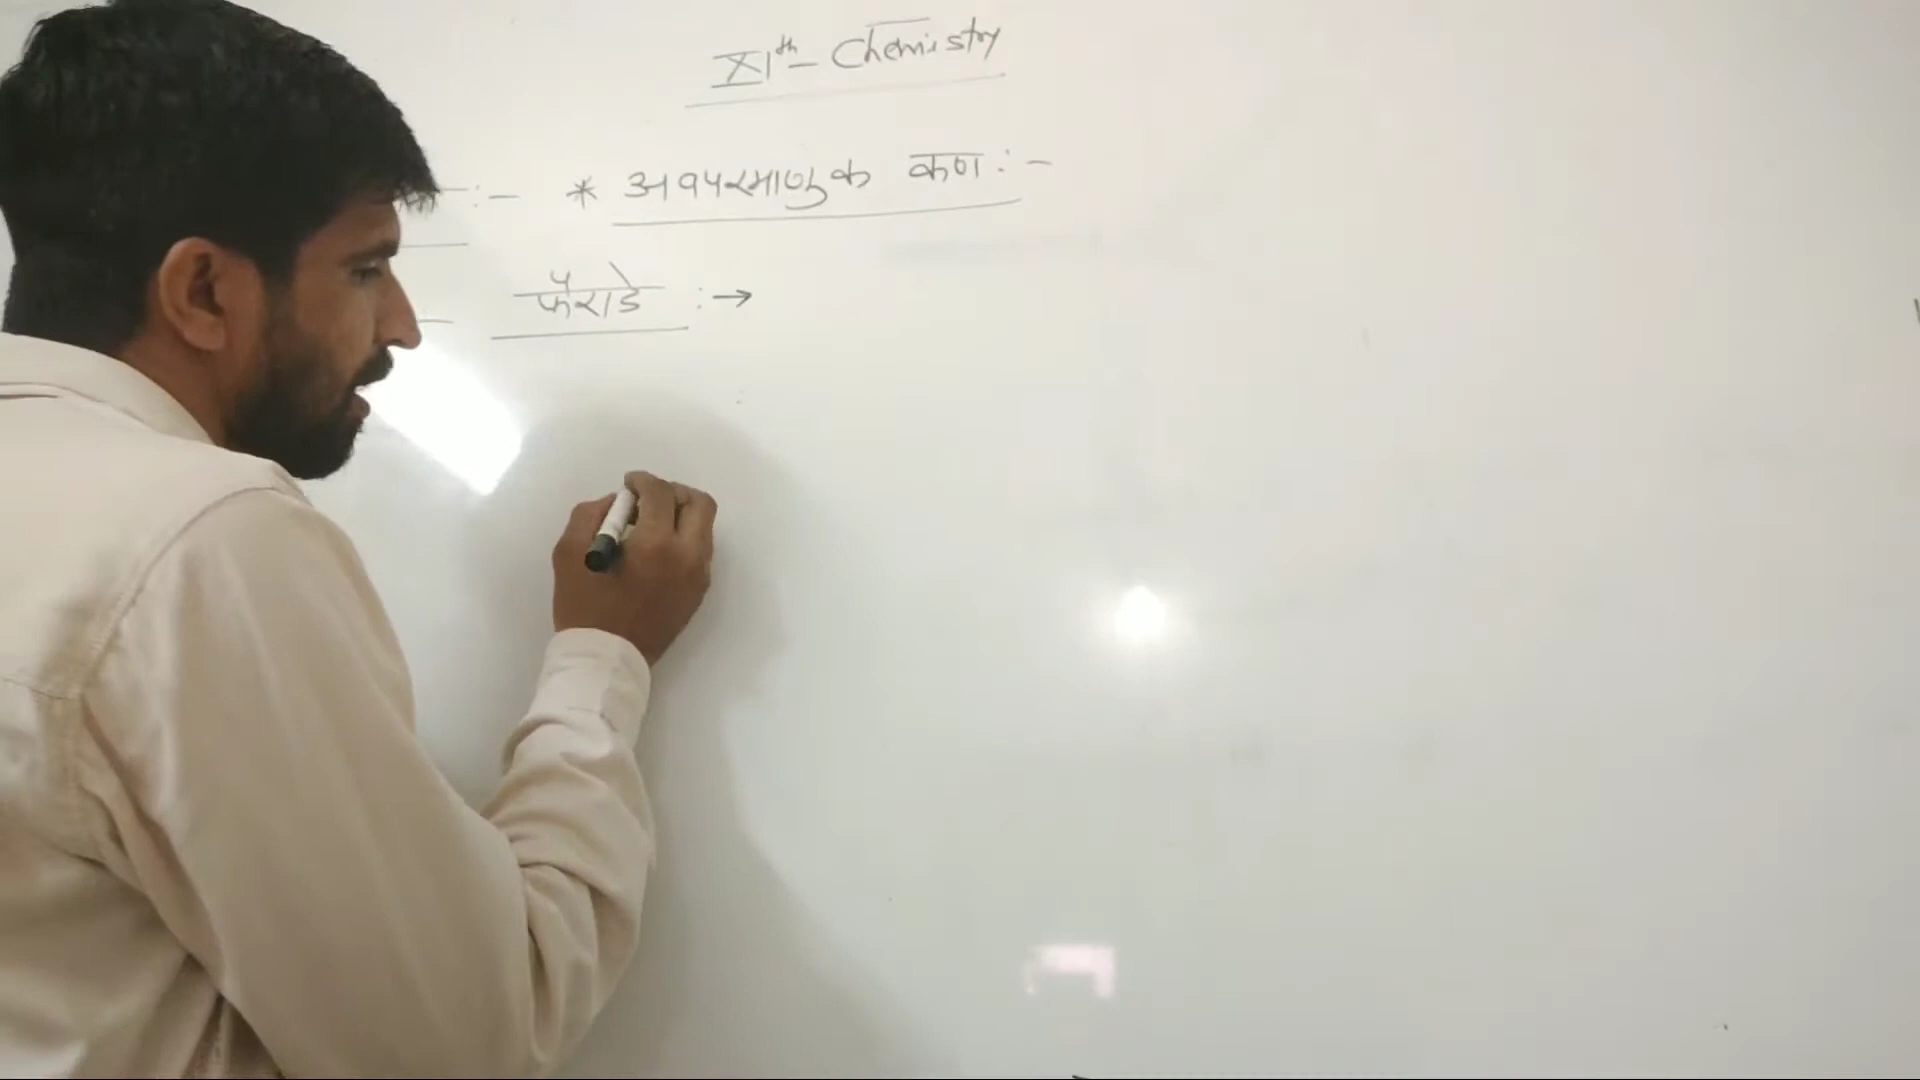 XIth - Chemistry
:- * अवपरमाणुक कण :-
फैराडे :→